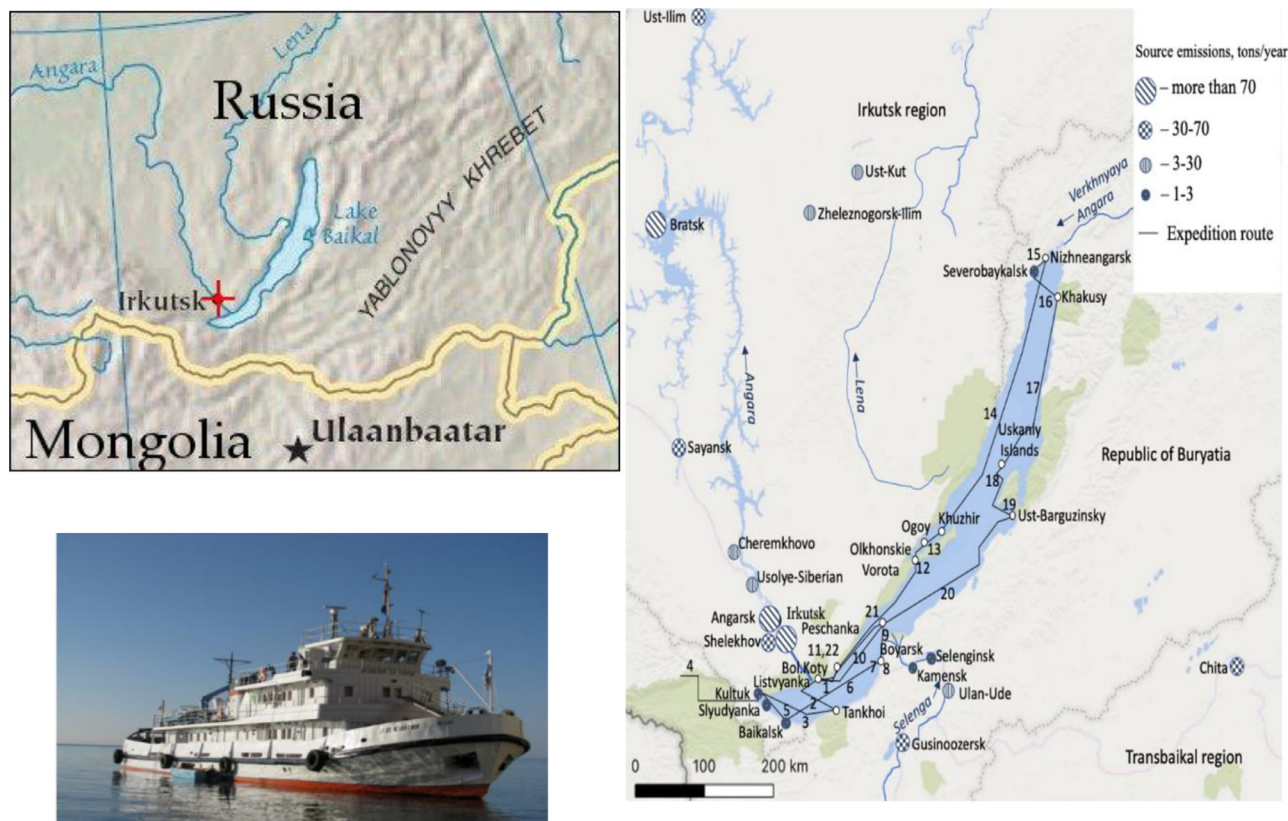 Angara
Lena
Russia
YABLONOVYY KHREBET
Lake
Baikal
Irkutsk
Mongolia
Ulaanbaatar
Ust-Ilim
Source emissions, tons/year
– more than 70
– 30-70
– 3-30
– 1-3
Expedition route
Irkutsk region
Ust-Kut
Zheleznogorsk-Ilim
Bratsk
Verkhnyaya
Angara
15
Nizhneangarsk
Severobaykalsk
16
Khakusy
Angara
Lena
17
14
Uskaniy
Islands
Sayansk
Republic of Buryatia
18
19
Ust-Barguzinsky
Khuzhir
Ogoy
13
Olkhonskie
Vorota
12
Cheremkhovo
Usolye-Siberian
20
21
Angarsk
Irkutsk
Peschanka
Shelekhov
9
11,22
10
Boyarsk
7
8
Selenginsk
Kamensk
Bol.Koty
Listvyanka
1
6
4
Kultuk
Slyudyanka
2
5
3
Tankhoi
Baikalsk
Ulan-Ude
Selenga
Gusinoozersk
Chita
Transbaikal region
0
100
200 km